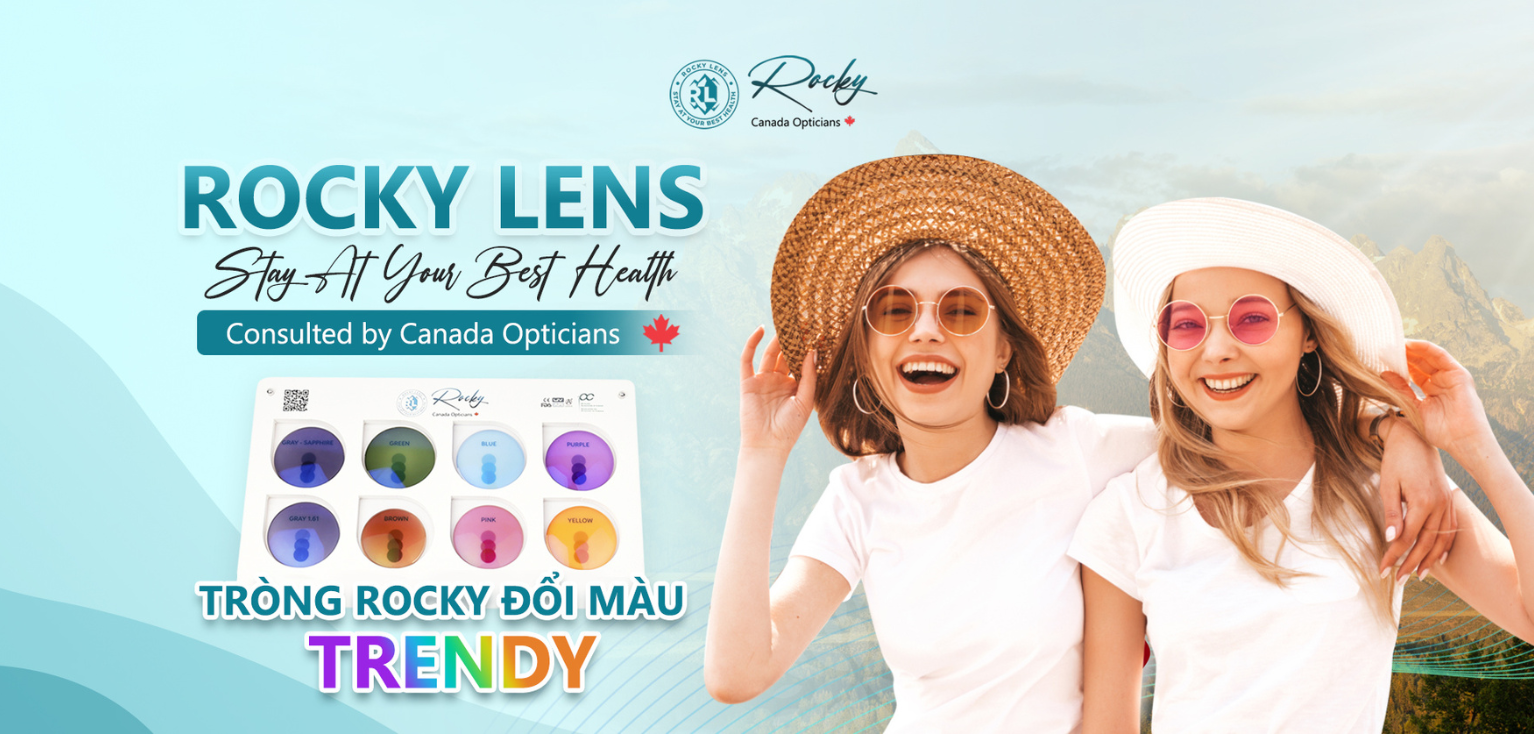 ROCKY LENS
STAY AT YOUR BEST HEALTH
RL
Rocky
Canada Opticians
ROCKY LENS
Stay At Your Best Health
Consulted by Canada Opticians
Rocky
Canada Opticians
GRAY - SAPPHIRE
GREEN
BLUE
PURPLE
GRAY 1.61
BROWN
PINK
YELLOW
TRÒNG ROCKY ĐỔI MÀU
TRENDY